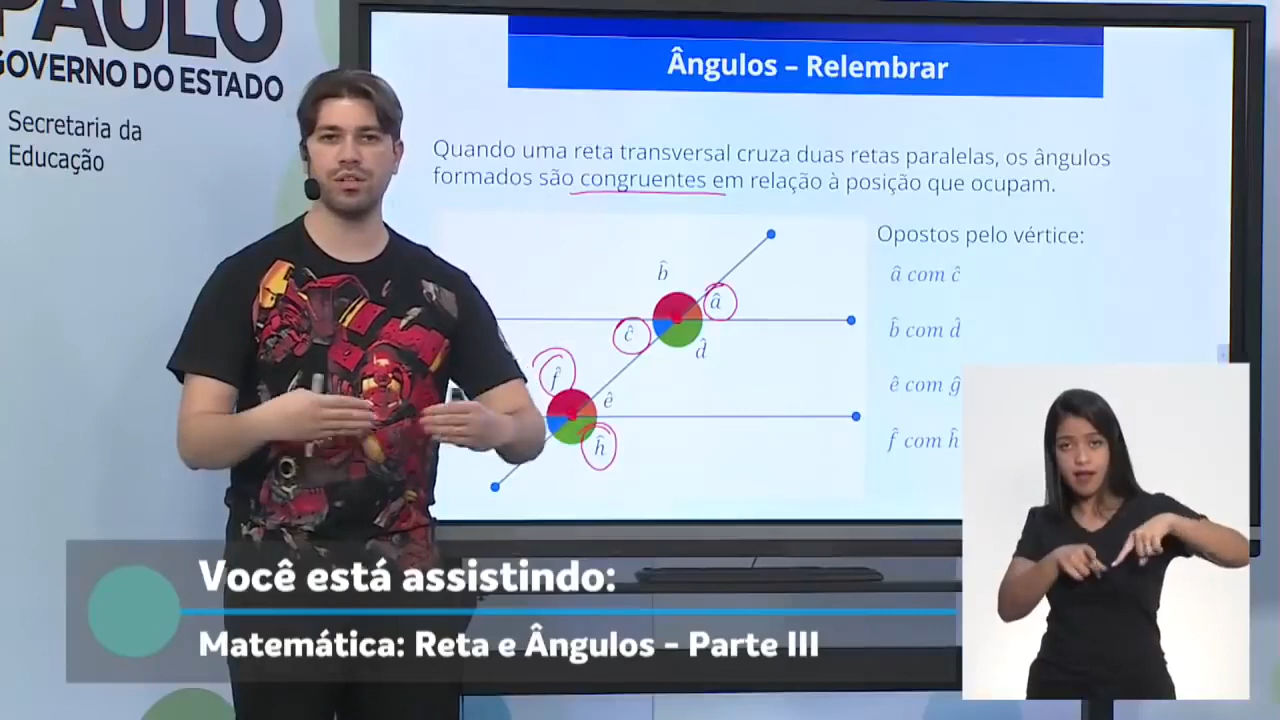 PAULO
GOVERNO DO ESTADO
Secretaria da
Educação
Ângulos – Relembrar
Quando uma reta transversal cruza duas retas paralelas, os ângulos
formados são congruentes em relação à posição que ocupam.
Opostos pelo vértice:
â com ĉ
b̂ com d̂
ê com ĝ
f̂ com ĥ
b̂
â
ĉ
d̂
f̂
ê
ĥ
Você está assistindo:
Matemática: Reta e Ângulos - Parte III